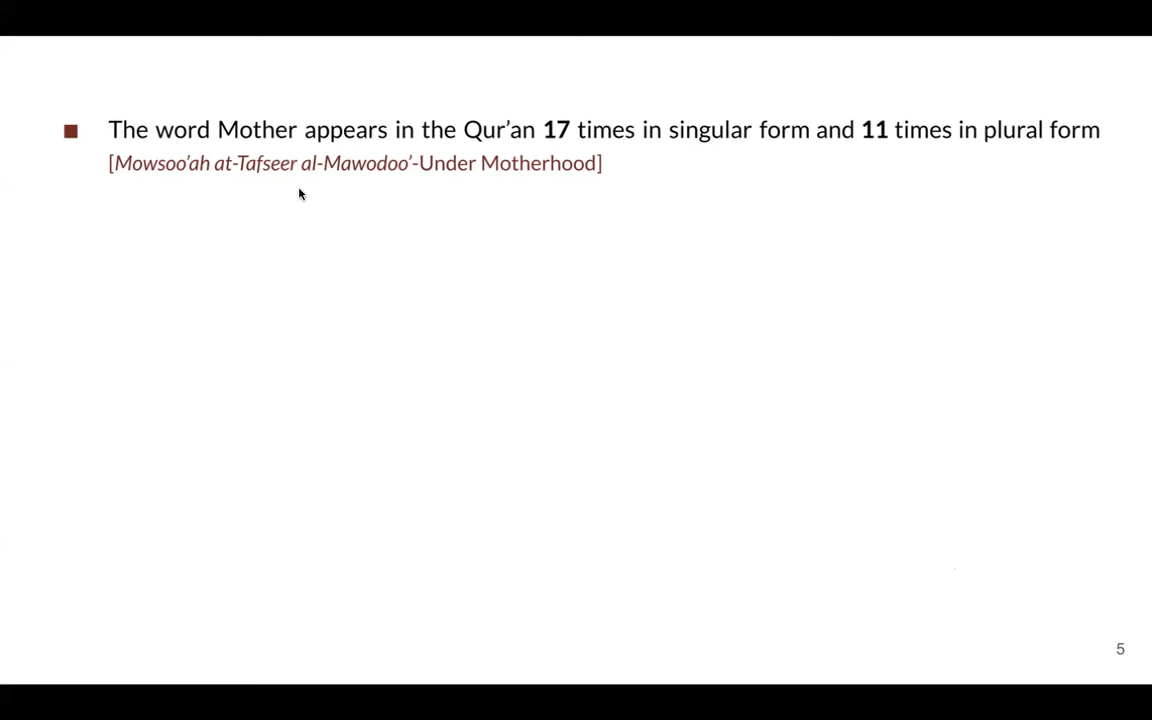 ■ The word Mother appears in the Qur’an 17 times in singular form and 11 times in plural form
[Mowsoo’ah at-Tafseer al-Mawodoo’-Under Motherhood]
5